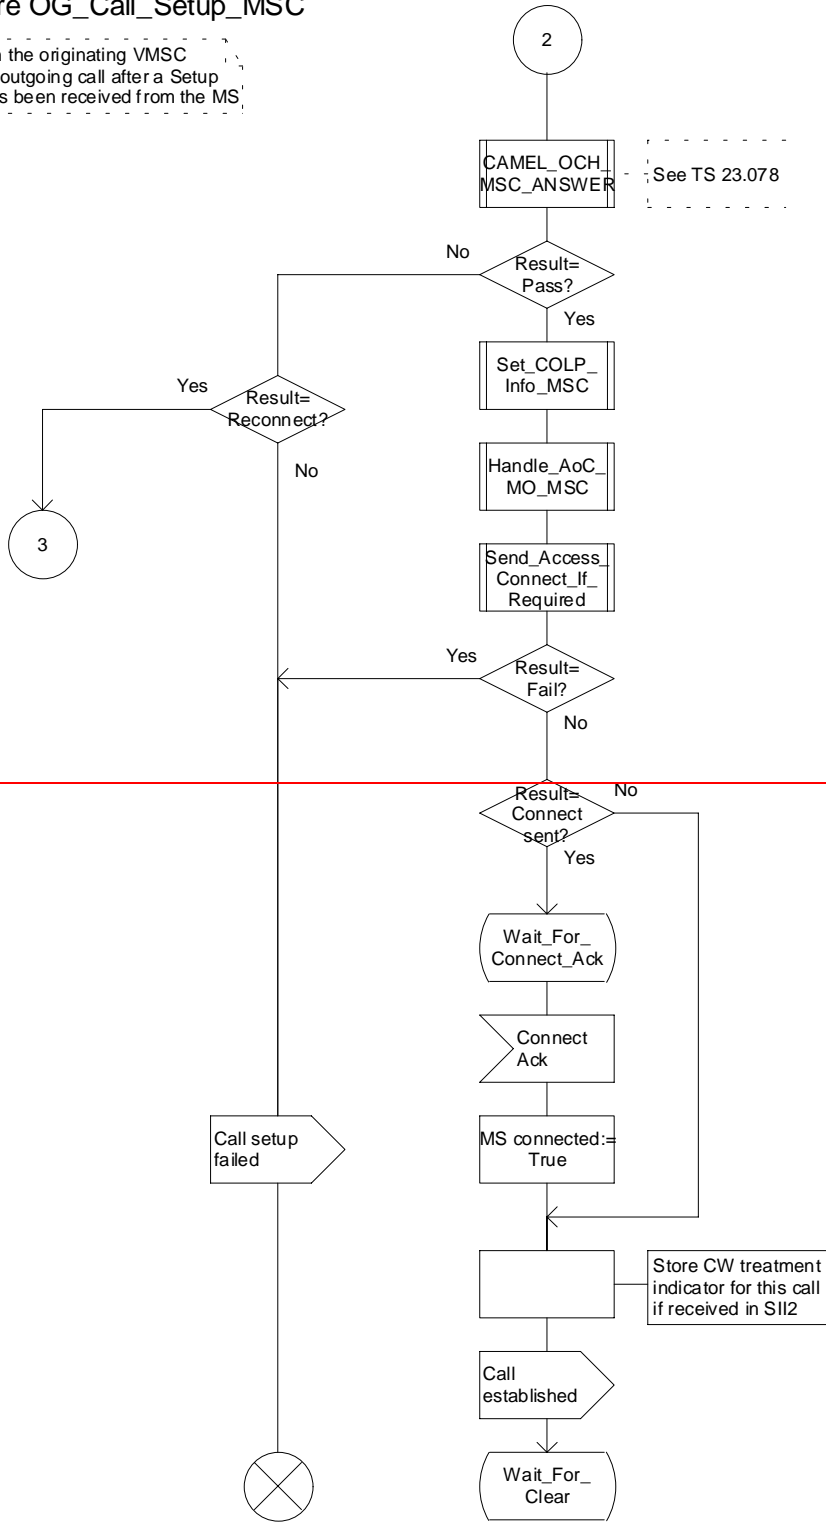 re OG_Call_Setup_MSC
n the originating VMSC
outgoing call after a Setup
s been received from the MS
2
CAMEL_OCH_
MSC_ANSWER
See TS 23.078
No
Result=
Pass?
Yes
Set_COLP_
Info_MSC
Yes
Result=
Reconnect?
No
Handle_AoC_
MO_MSC
3
Send_Access_
Connect_If_
Required
Yes
Result=
Fail?
No
Result=
Connect
sent?
No
Yes
Wait_For_
Connect_Ack
Connect
Ack
Call setup
failed
MS connected:=
True
Store CW treatment
indicator for this call
if received in SII2
Call
established
Wait_For_
Clear